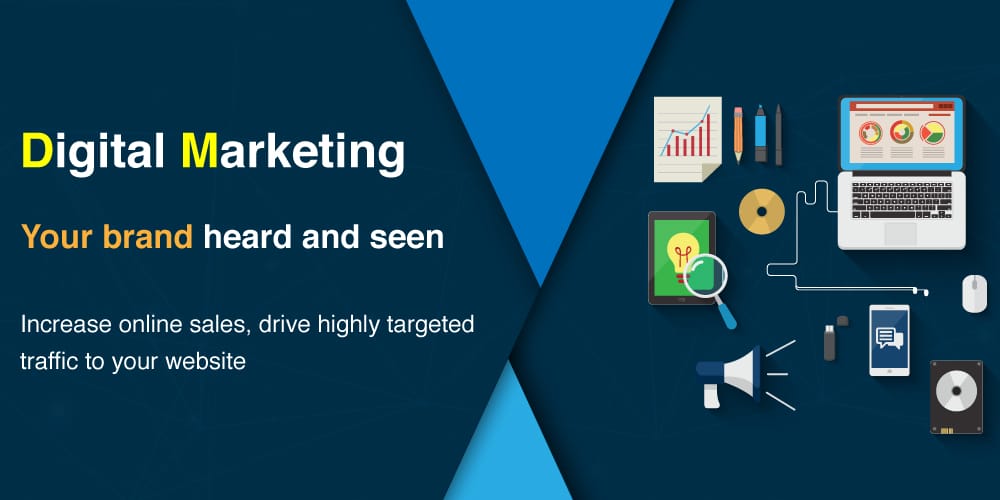 Digital Marketing
Your brand heard and seen
Increase online sales, drive highly targeted
traffic to your website